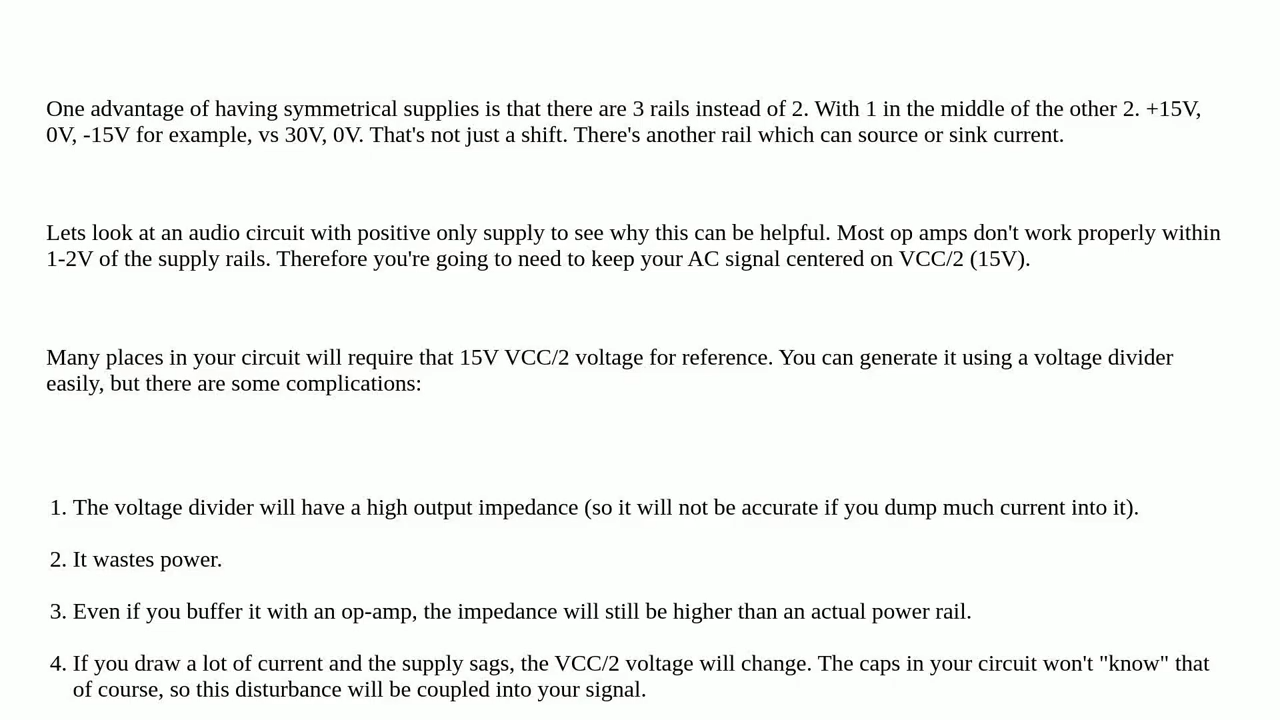 One advantage of having symmetrical supplies is that there are 3 rails instead of 2. With 1 in the middle of the other 2. +15V,
0V, -15V for example, vs 30V, 0V. That's not just a shift. There's another rail which can source or sink current.
Lets look at an audio circuit with positive only supply to see why this can be helpful. Most op amps don't work properly within
1-2V of the supply rails. Therefore you're going to need to keep your AC signal centered on VCC/2 (15V).
Many places in your circuit will require that 15V VCC/2 voltage for reference. You can generate it using a voltage divider
easily, but there are some complications:
1. The voltage divider will have a high output impedance (so it will not be accurate if you dump much current into it).
2. It wastes power.
3. Even if you buffer it with an op-amp, the impedance will still be higher than an actual power rail.
4. If you draw a lot of current and the supply sags, the VCC/2 voltage will change. The caps in your circuit won't "know" that
of course, so this disturbance will be coupled into your signal.